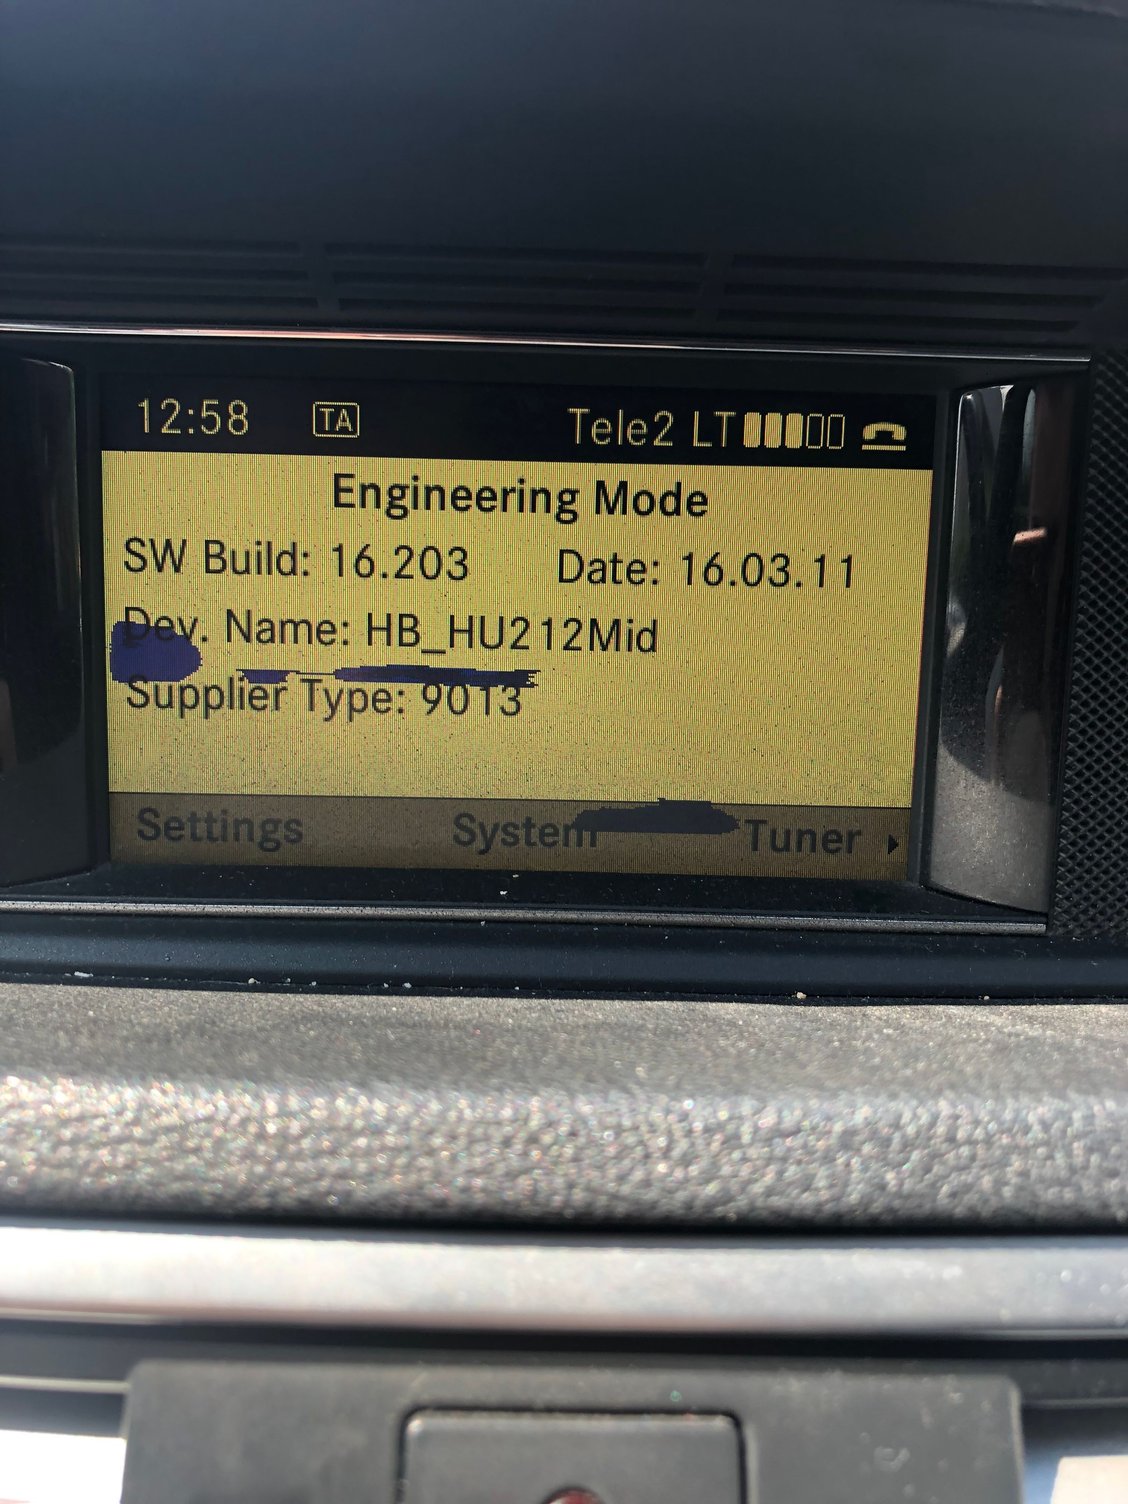 12:58 TA Tele2 LT
Engineering Mode
SW Build: 16.203 Date: 16.03.11
Dev. Name: HB_HU212Mid
Supplier Type: 9013
Settings System Tuner